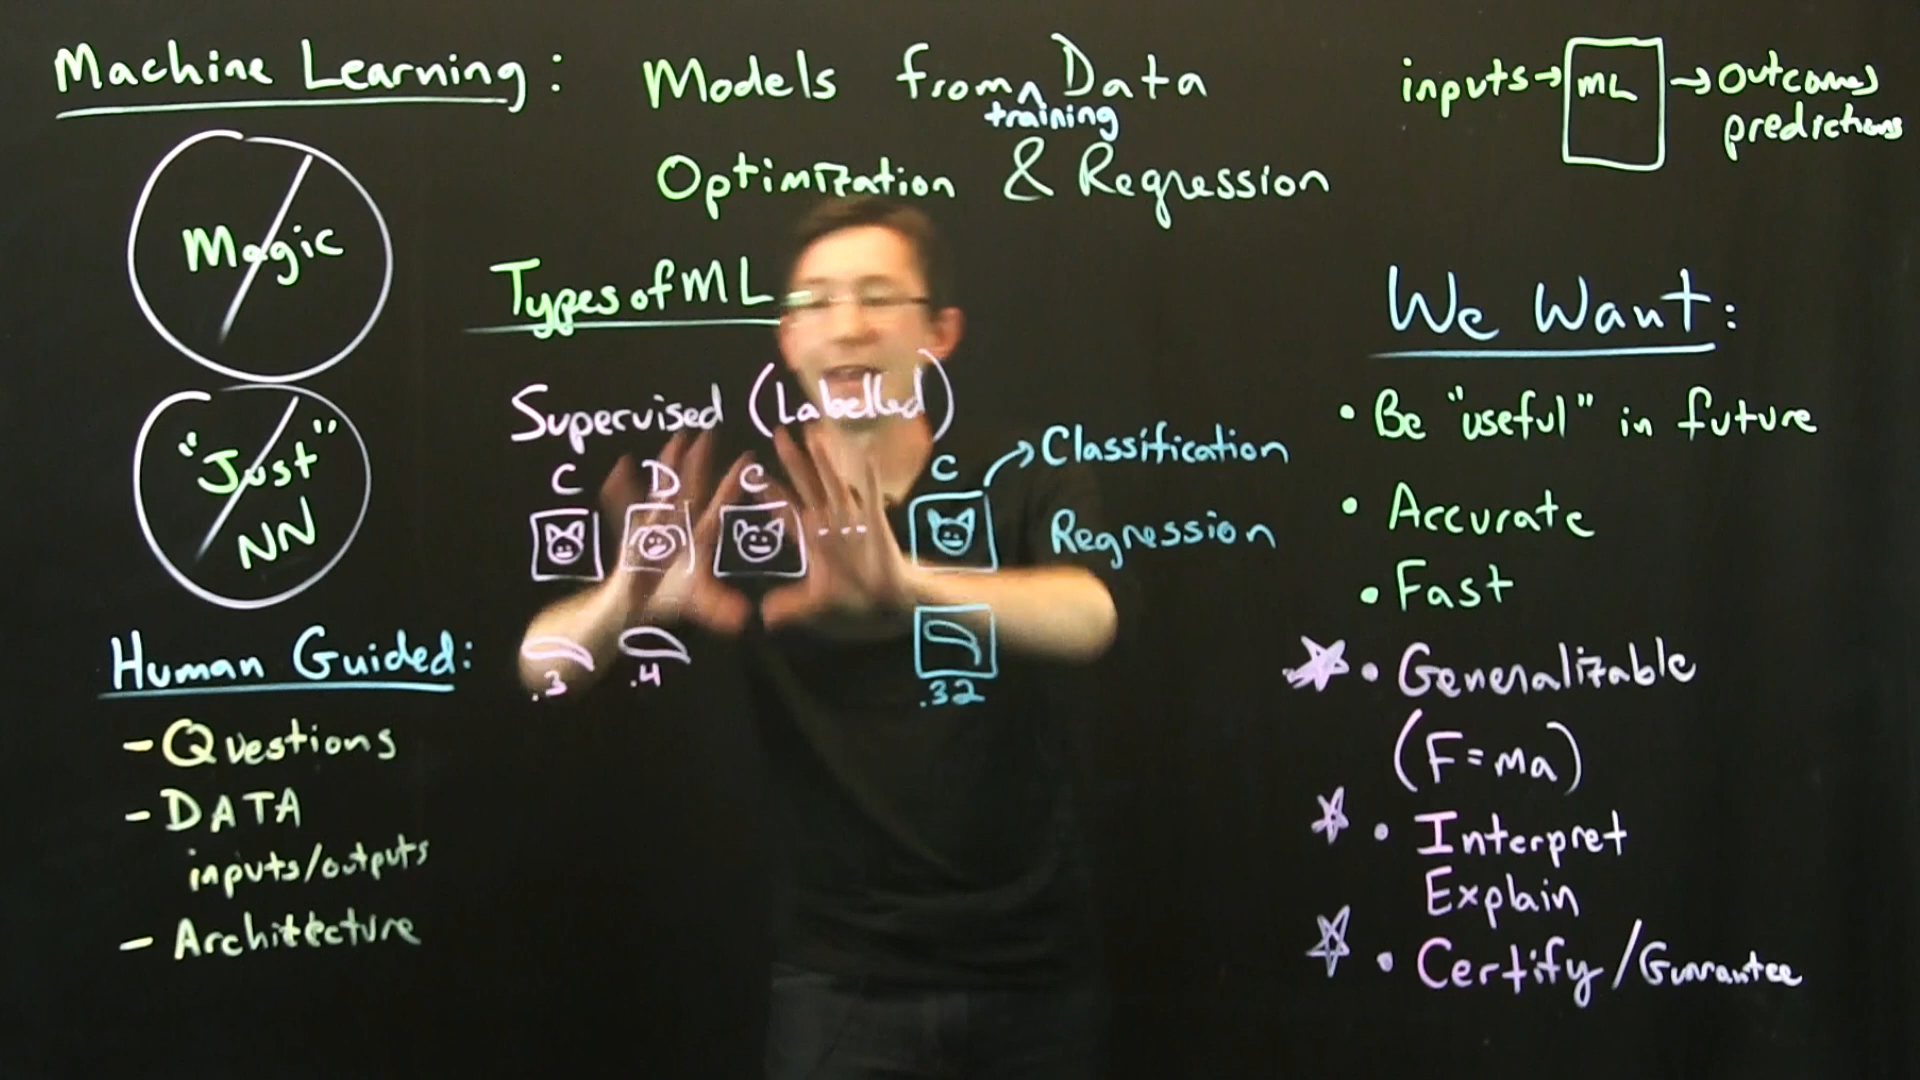 Machine Learning: Models from Data
training
Optimization & Regression
inputs → ML → outcomes
predictions
Magic
"Just"
NN
Human Guided:
- Questions
- DATA
inputs/outputs
- Architecture
Types of ML
Supervised (Labelled)
C D C ... C → Classification
Regression
.3 .4 .32
We Want:
• Be "useful" in future
• Accurate
• Fast
• Generalizable
(F=ma)
• Interpret
Explain
• Certify/Gunrantee